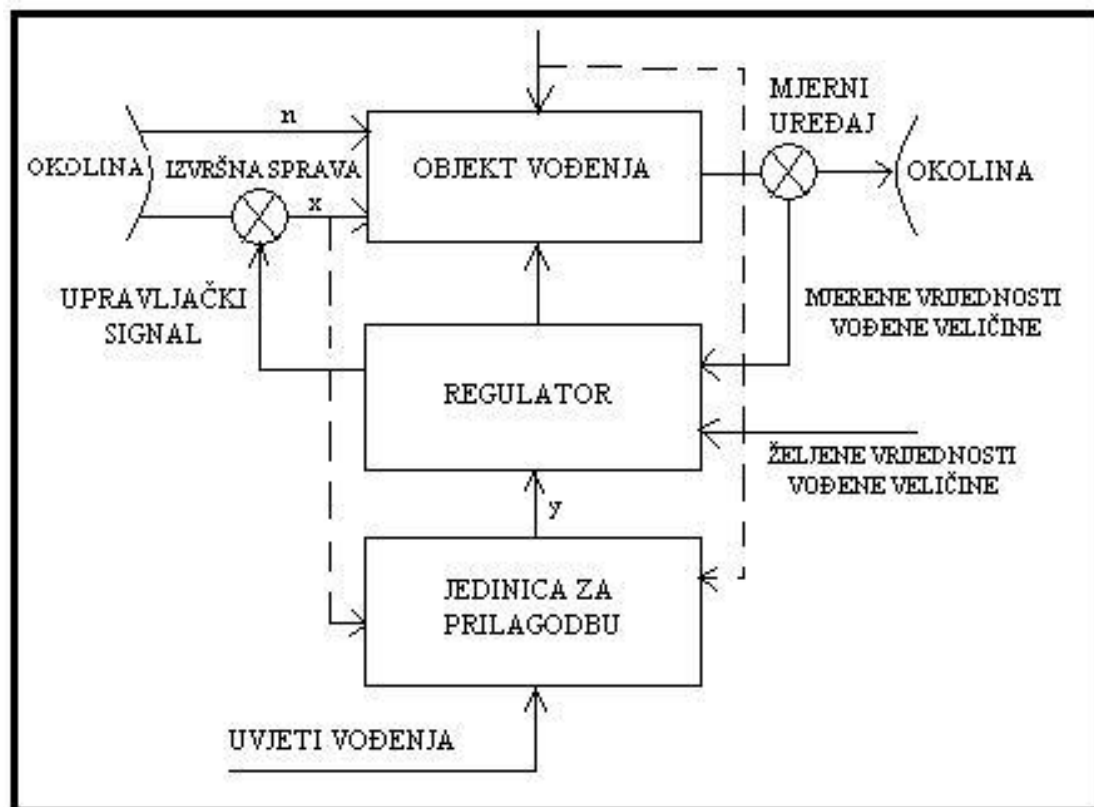 MJERNI
UREĐAJ
n
OKOLINA
IZVRŠNA SPRAVA
OBJEKT VOĐENJA
OKOLINA
x
UPRAVLJAČKI
SIGNAL
MJERENE VRIJEDNOSTI
VOĐENE VELIČINE
REGULATOR
ŽELJENE VRIJEDNOSTI
VOĐENE VELIČINE
y
JEDINICA ZA
PRILAGODBU
UVJETI VOĐENJA